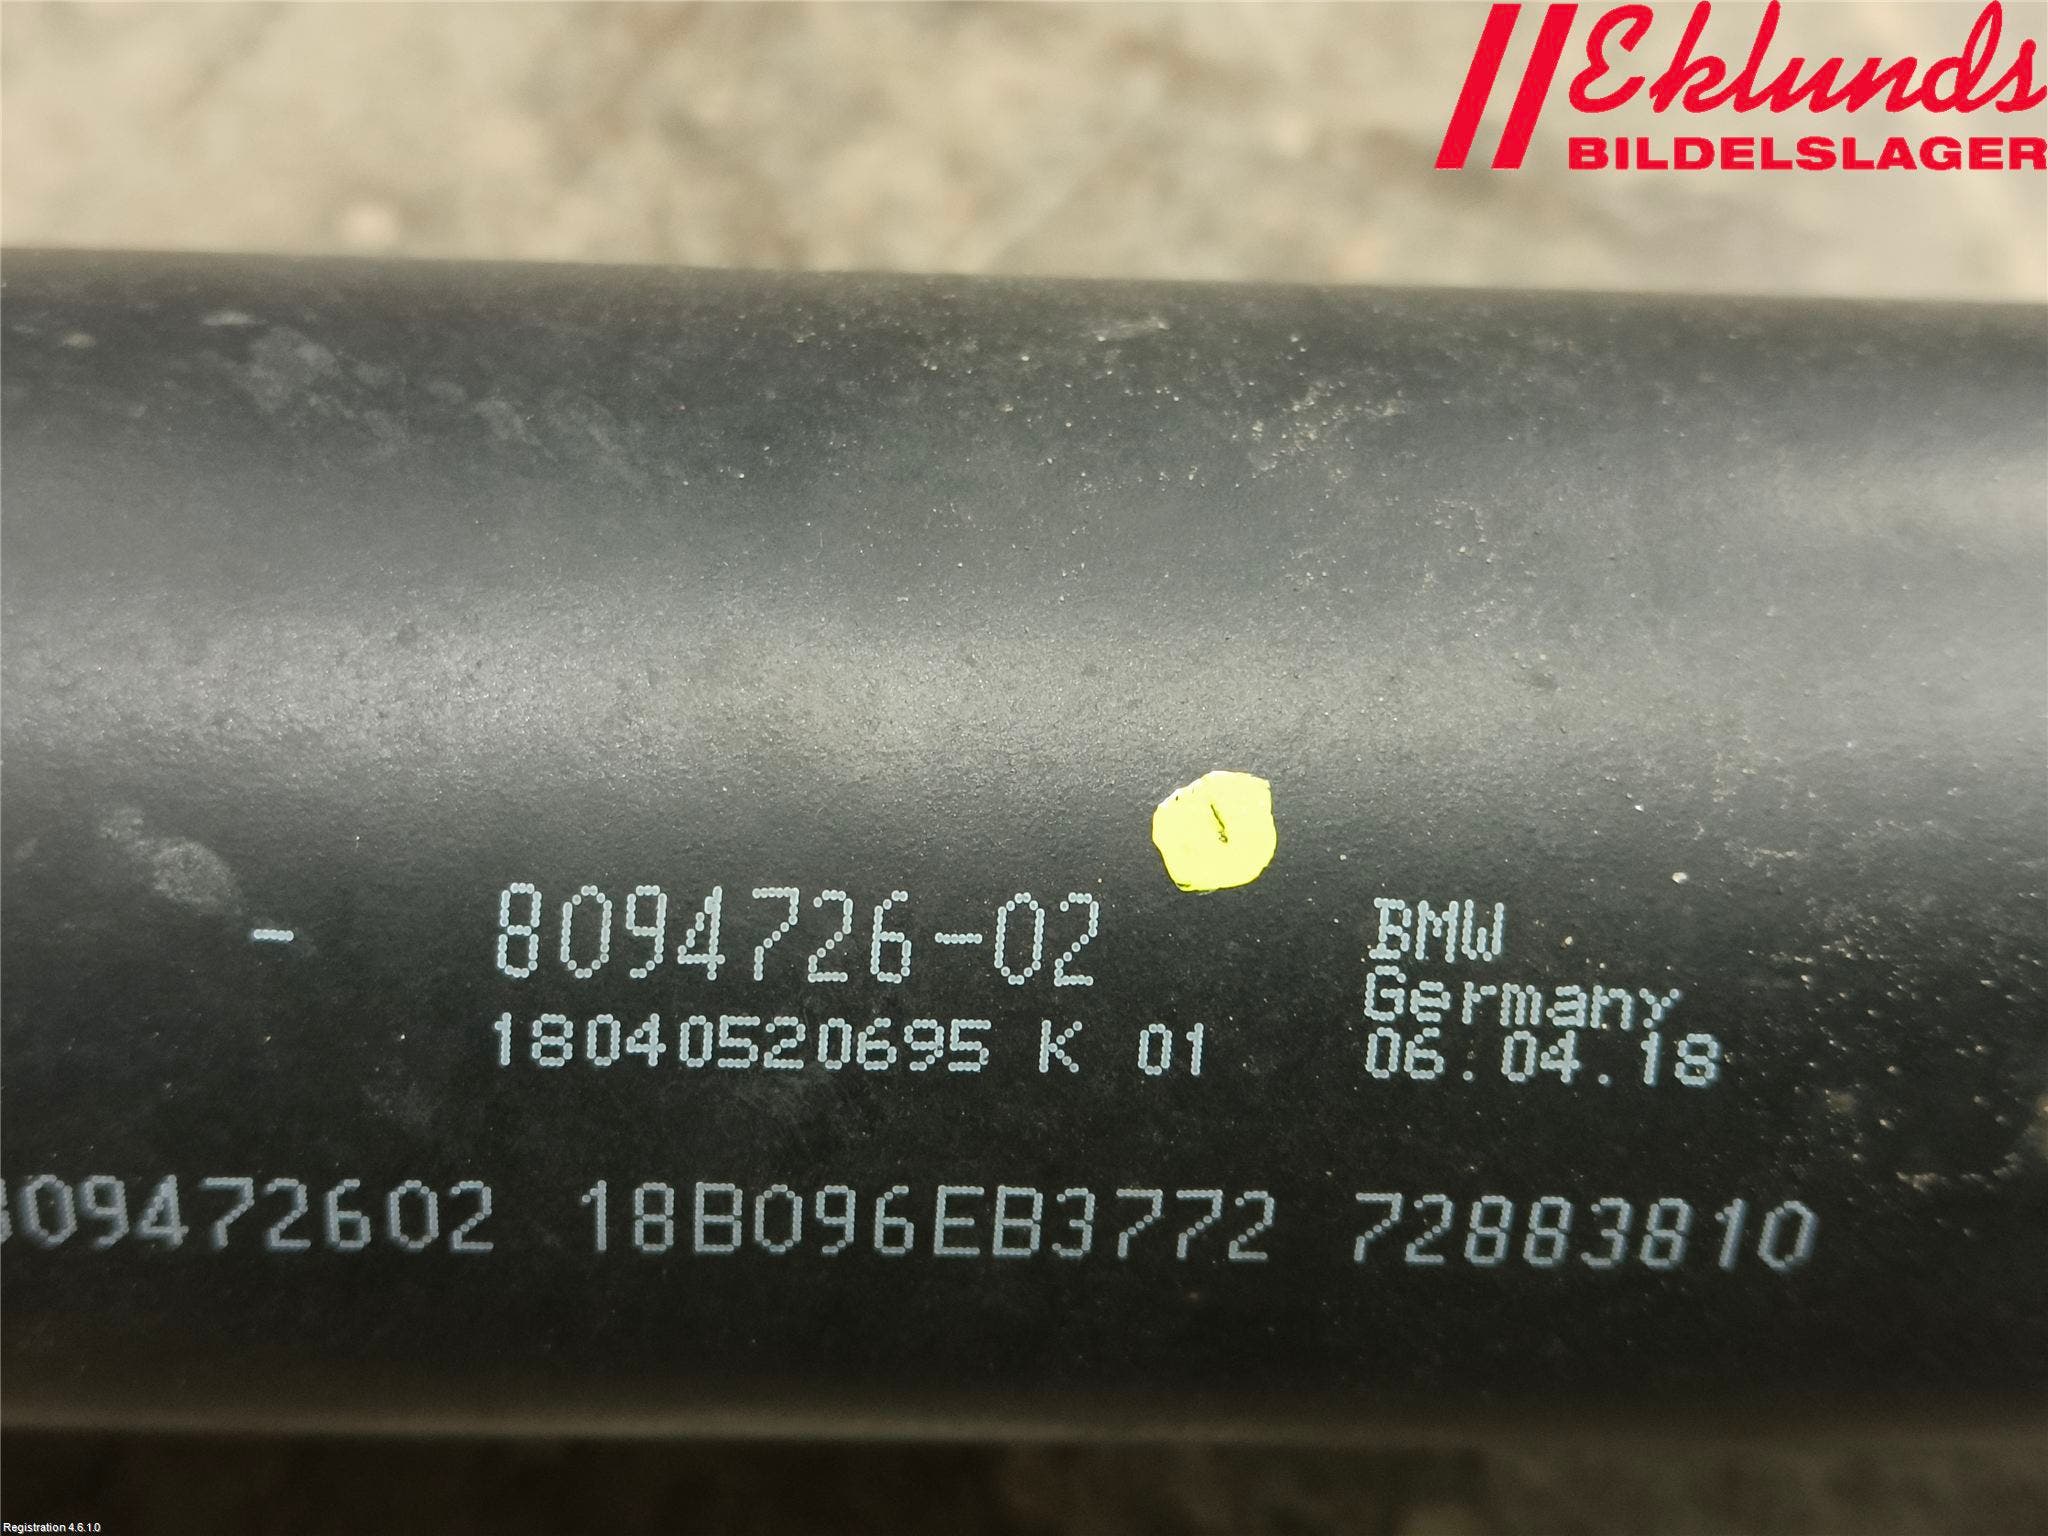 Eklunds
BILDELSLAGER
- 8094726-02
18040520695 K 01
BMW
Germany
06.04.18
809472602 18B096EB3772 72883810
Registration 4.6.1.0